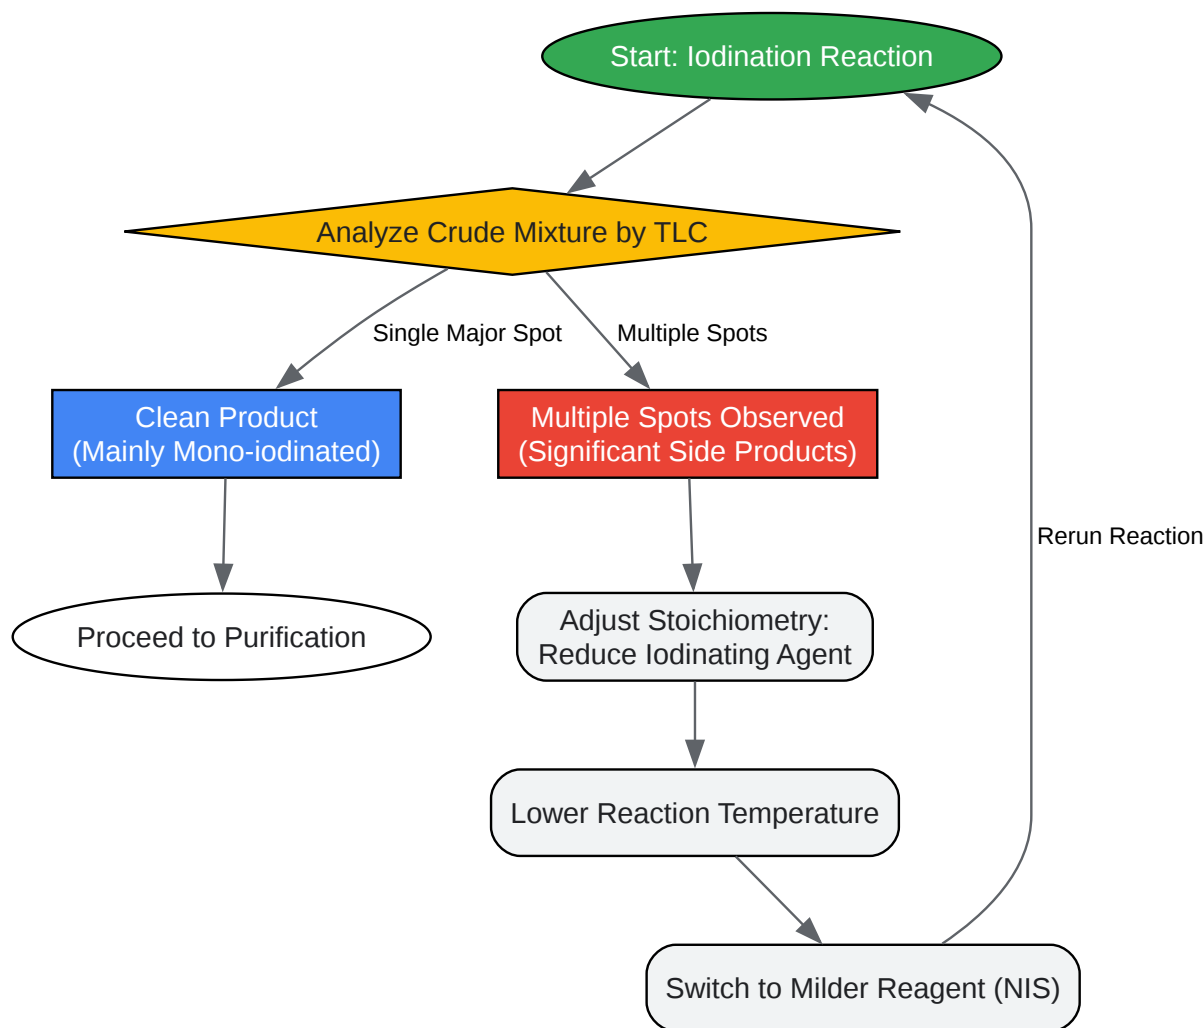 Start: Iodination Reaction
Analyze Crude Mixture by TLC
Single Major Spot
Multiple Spots
Clean Product
(Mainly Mono-iodinated)
Multiple Spots Observed
(Significant Side Products)
Rerun Reaction
Proceed to Purification
Adjust Stoichiometry:
Reduce Iodinating Agent
Lower Reaction Temperature
Switch to Milder Reagent (NIS)